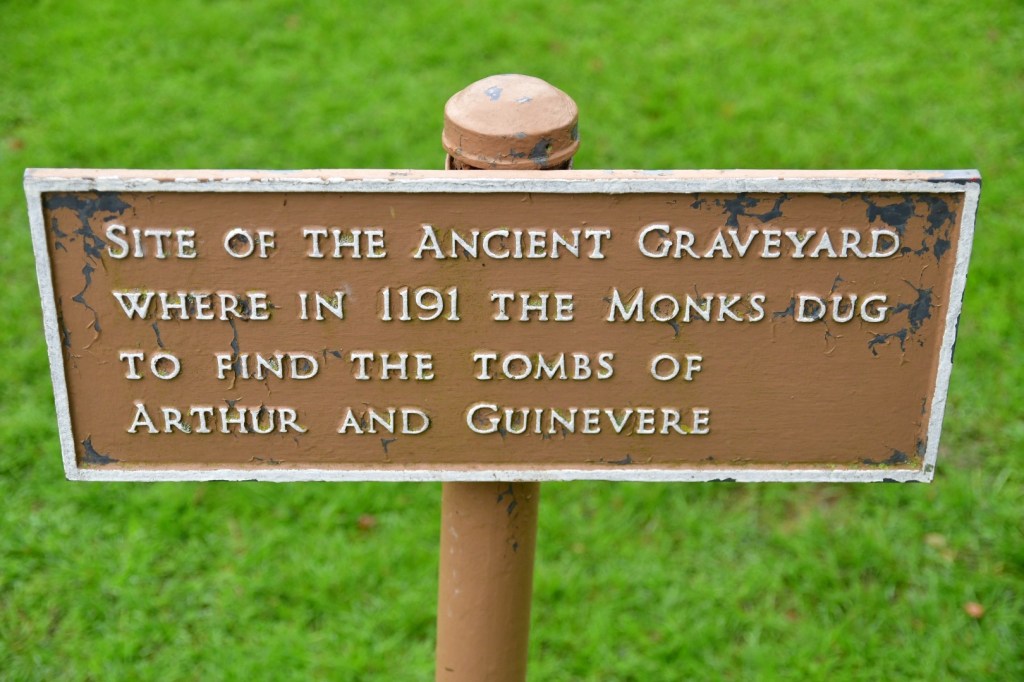 Site of the Ancient Graveyard
where in 1191 the Monks dug
to find the tombs of
Arthur and Guinevere